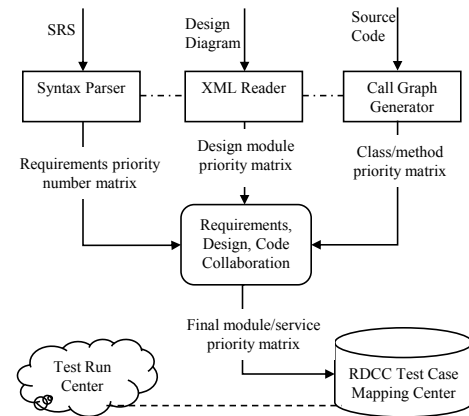 SRS
Design
Diagram
Source
Code
Syntax Parser
XML Reader
Call Graph
Generator
Requirements priority
number matrix
Design module
priority matrix
Class/method
priority matrix
Requirements,
Design, Code
Collaboration
Final module/service
priority matrix
Test Run
Center
RDCC Test Case
Mapping Center